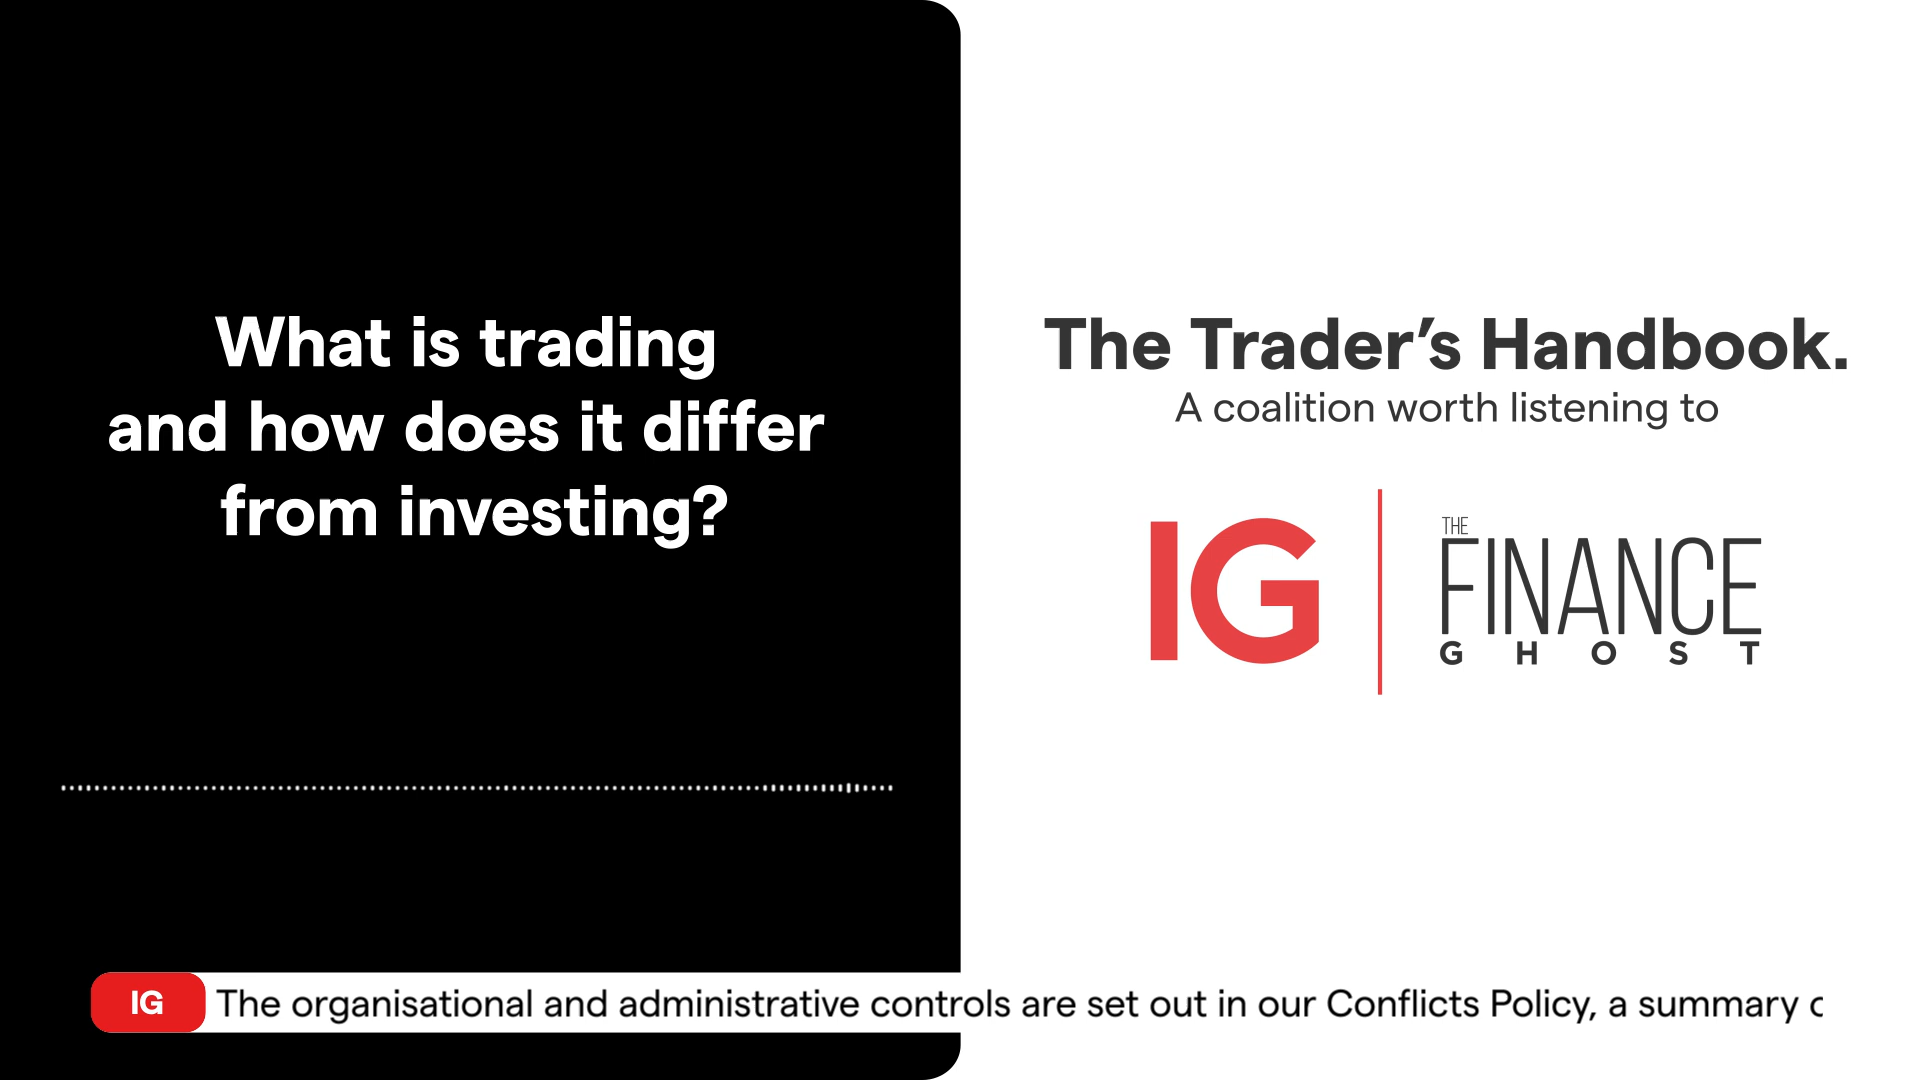 What is trading
and how does it differ
from investing?
The Trader’s Handbook.
A coalition worth listening to
IG
THE
FINANCE
GHOST
IG
The organisational and administrative controls are set out in our Conflicts Policy, a summary